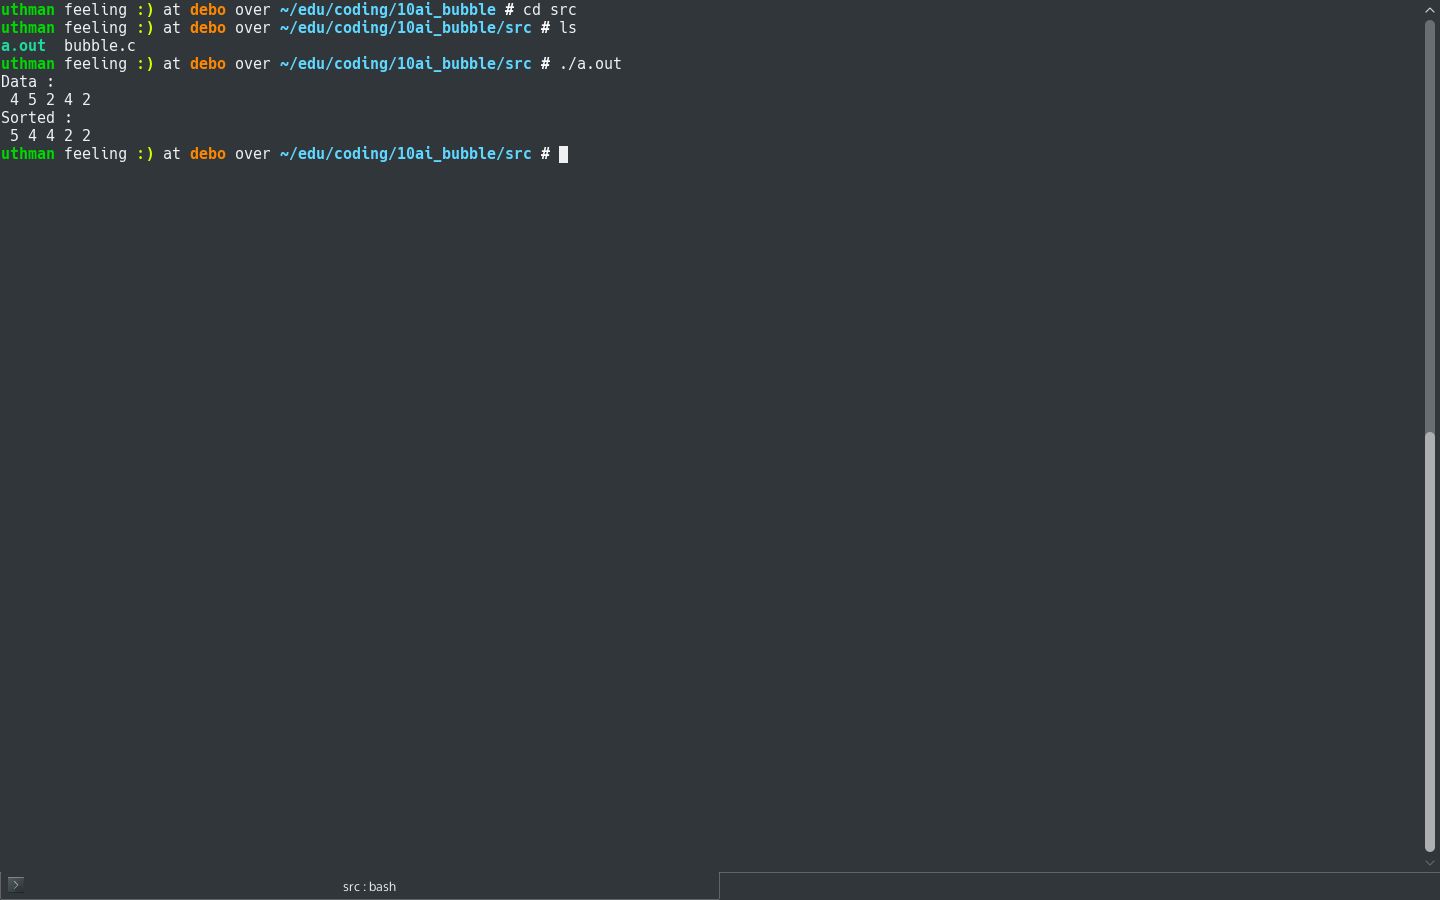 uthman feeling :) at debo over ~/edu/coding/10ai_bubble # cd src
uthman feeling :) at debo over ~/edu/coding/10ai_bubble/src # ls
a.out  bubble.c
uthman feeling :) at debo over ~/edu/coding/10ai_bubble/src # ./a.out
Data :
 4 5 2 4 2
Sorted :
 5 4 4 2 2
uthman feeling :) at debo over ~/edu/coding/10ai_bubble/src #
src : bash